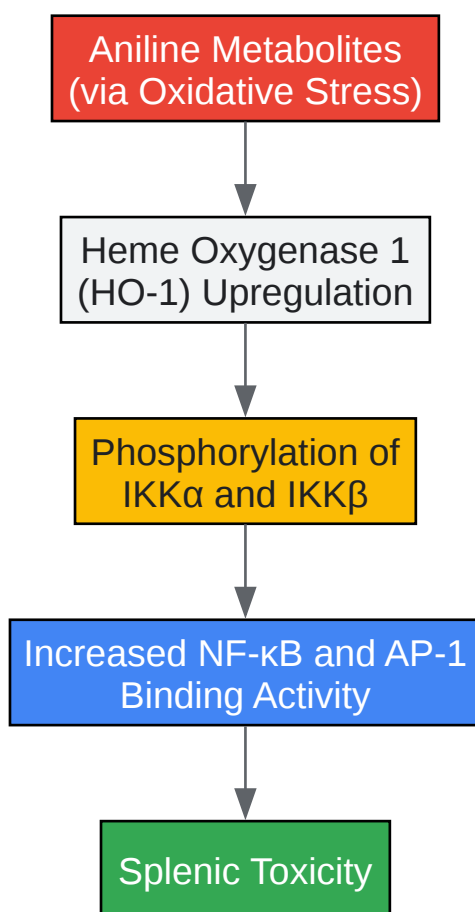 Aniline Metabolites
(via Oxidative Stress)
Heme Oxygenase 1
(HO-1) Upregulation
Phosphorylation of
IKKα and IKKβ
Increased NF-κB and AP-1
Binding Activity
Splenic Toxicity